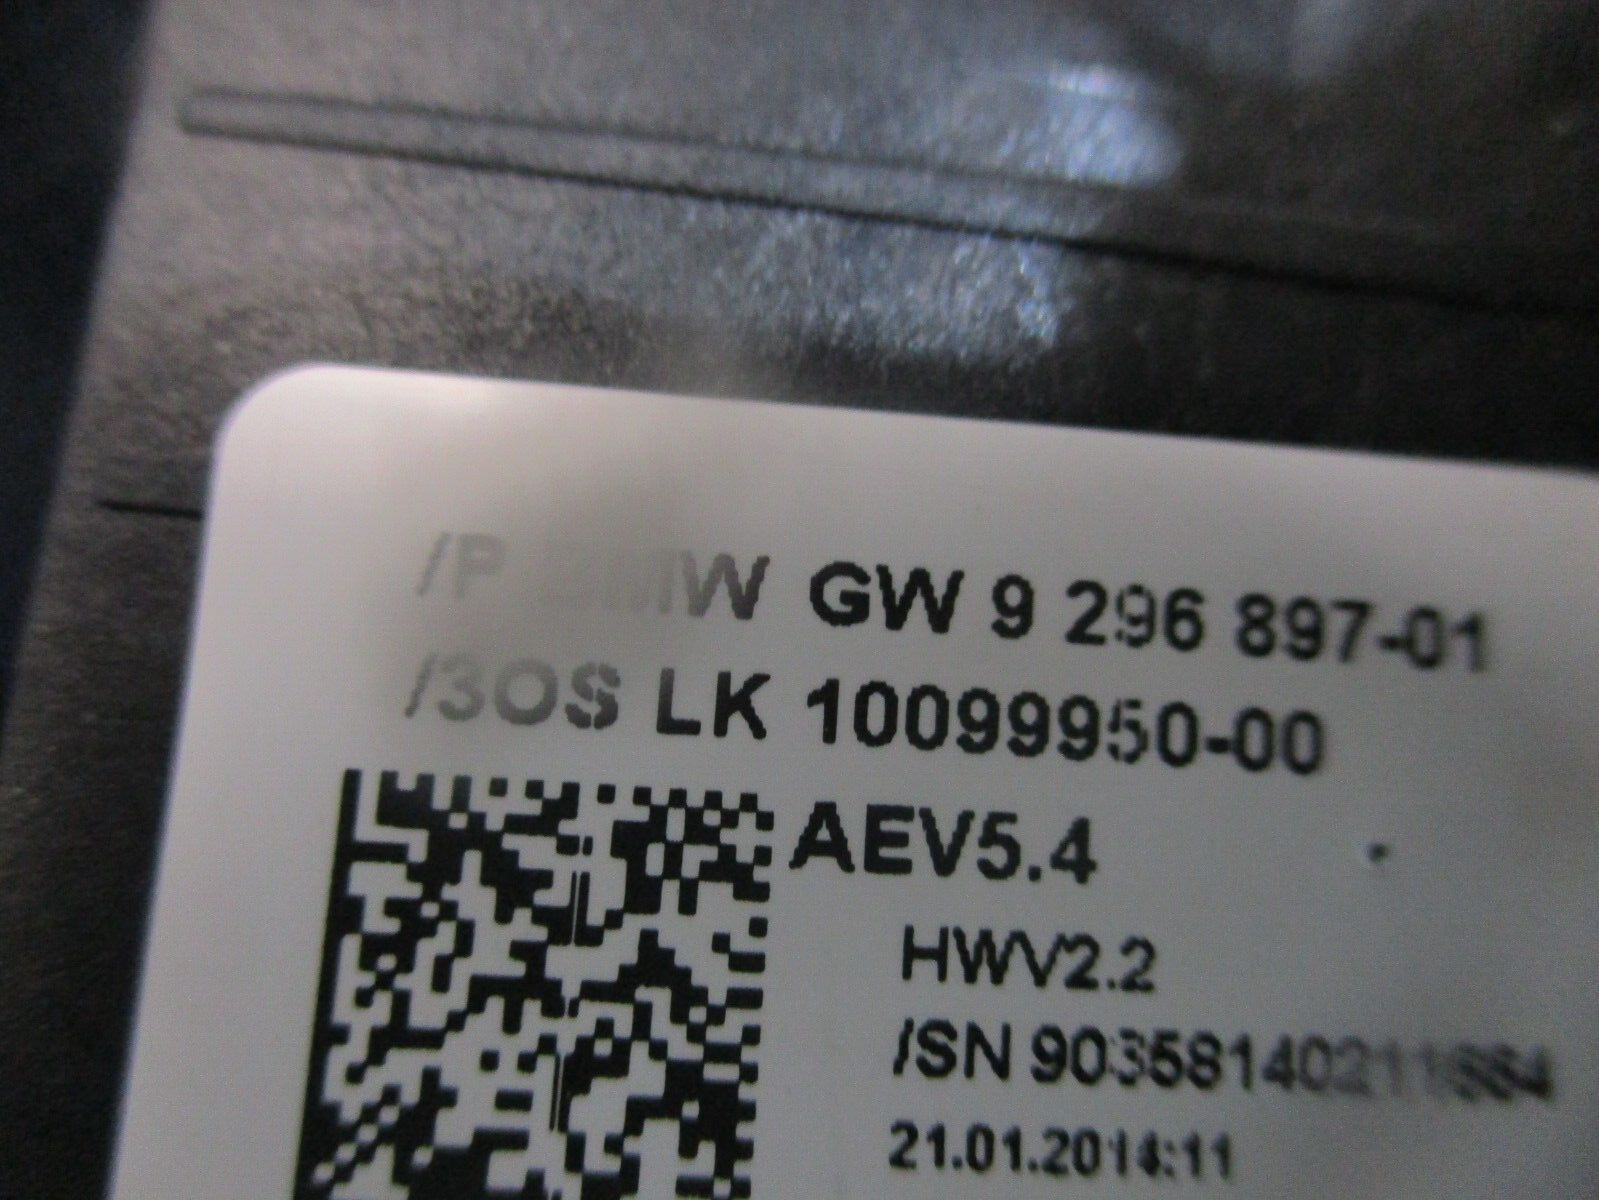 /P BMW GW 9 296 897-01
/3OS LK 10099950-00
AEV5.4
HWV2.2
/SN
21.01.2014:11